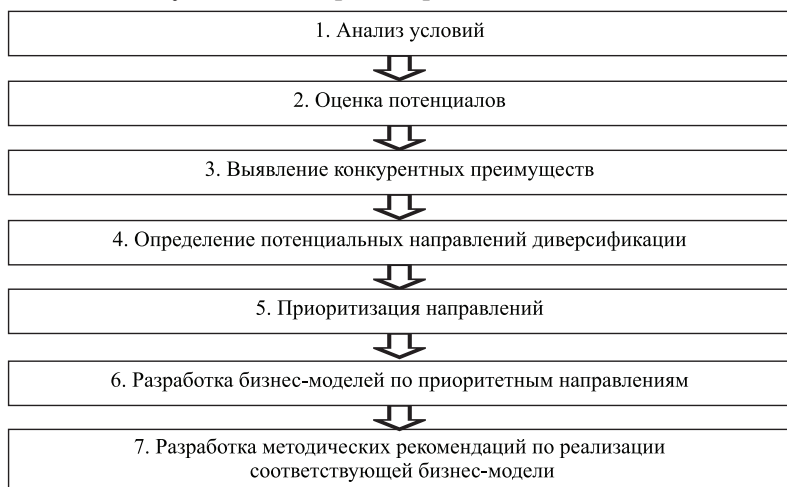 1. Анализ условий
2. Оценка потенциалов
3. Выявление конкурентных преимуществ
4. Определение потенциальных направлений диверсификации
5. Приоритизация направлений
6. Разработка бизнес-моделей по приоритетным направлениям
7. Разработка методических рекомендаций по реализации
соответствующей бизнес-модели